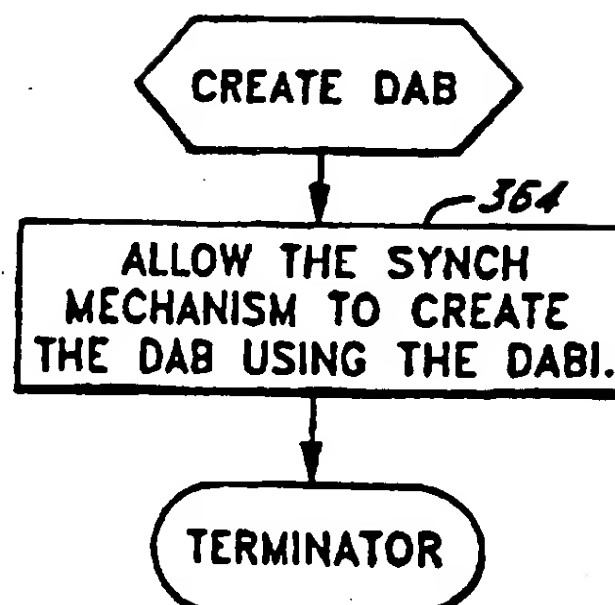 CREATE DAB
364
ALLOW THE SYNCH
MECHANISM TO CREATE
THE DAB USING THE DABI.
TERMINATOR